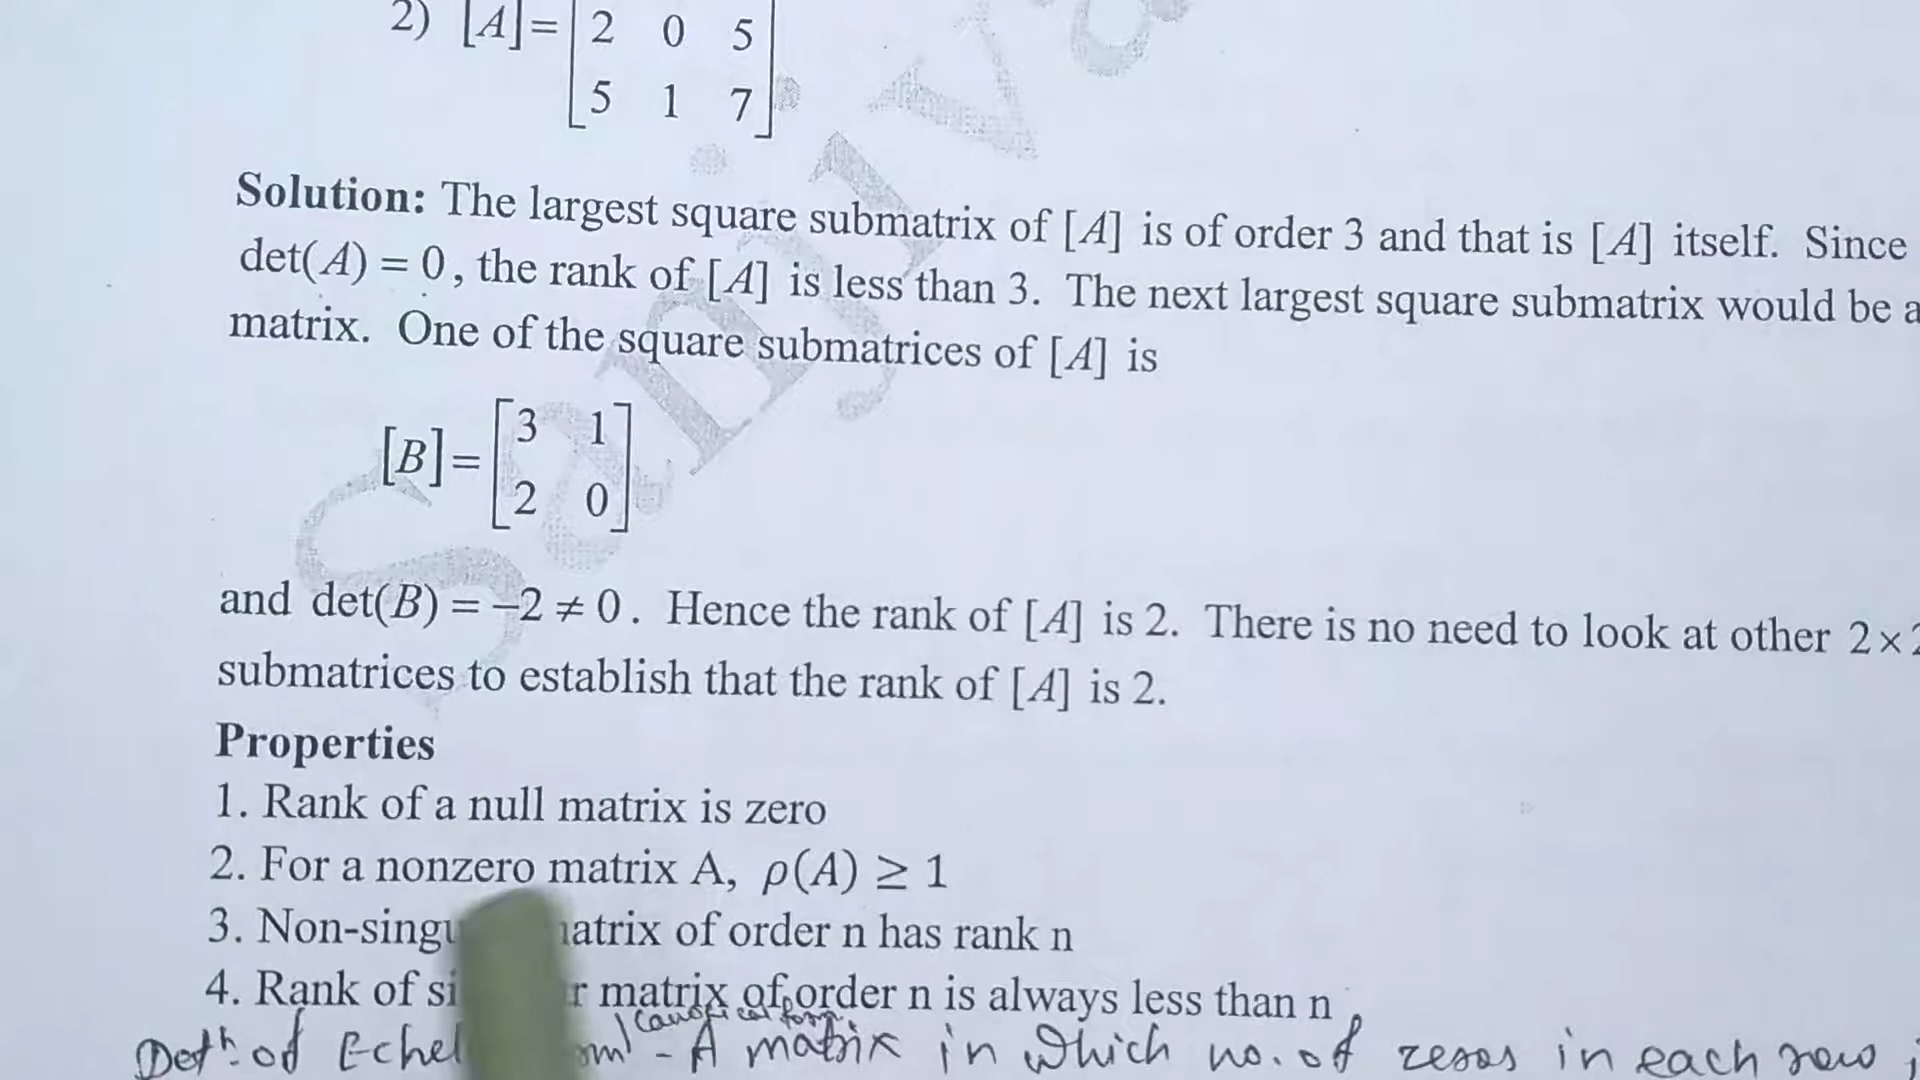 2) [A]= 2 0 5
5 1 7
Solution: The largest square submatrix of [A] is of order 3 and that is [A] itself. Since
det(A) = 0, the rank of [A] is less than 3. The next largest square submatrix would be a
matrix. One of the square submatrices of [A] is
[B]= [3 1
2 0]
and det(B) = −2 ≠ 0. Hence the rank of [A] is 2. There is no need to look at other 2×2
submatrices to establish that the rank of [A] is 2.
Properties
1. Rank of a null matrix is zero
2. For a nonzero matrix A, ρ(A) ≥ 1
3. Non-singu atrix of order n has rank n
4. Rank of si r matrix of order n is always less than n
(canonical form
Defn. of Echel rm - A matrix in which no. of zeros in each row